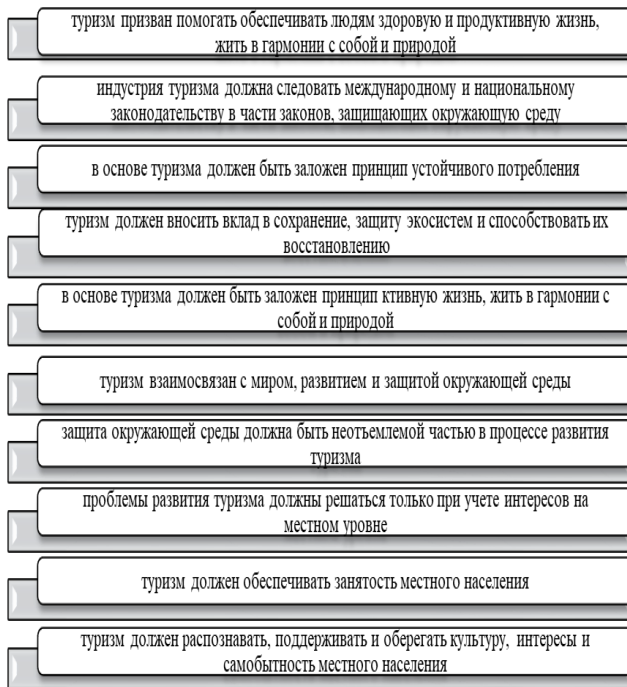 туризм призван помогать обеспечивать людям здоровую и продуктивную жизнь,
жить в гармонии с собой и природой
индустрия туризма должна следовать международному и национальному
законодательству в части законов, защищающих окружающую среду
в основе туризма должен быть заложен принцип устойчивого потребления
туризм должен вносить вклад в сохранение, защиту экосистем и способствовать их
восстановлению
в основе туризма должен быть заложен принцип ктивную жизнь, жить в гармонии с
собой и природой
туризм взаимосвязан с миром, развитием и защитой окружающей среды
защита окружающей среды должна быть неотъемлемой частью в процессе развития
туризма
проблемы развития туризма должны решаться только при учете интересов на
местном уровне
туризм должен обеспечивать занятость местного населения
туризм должен распознавать, поддерживать и оберегать культуру, интересы и
самобытность местного населения